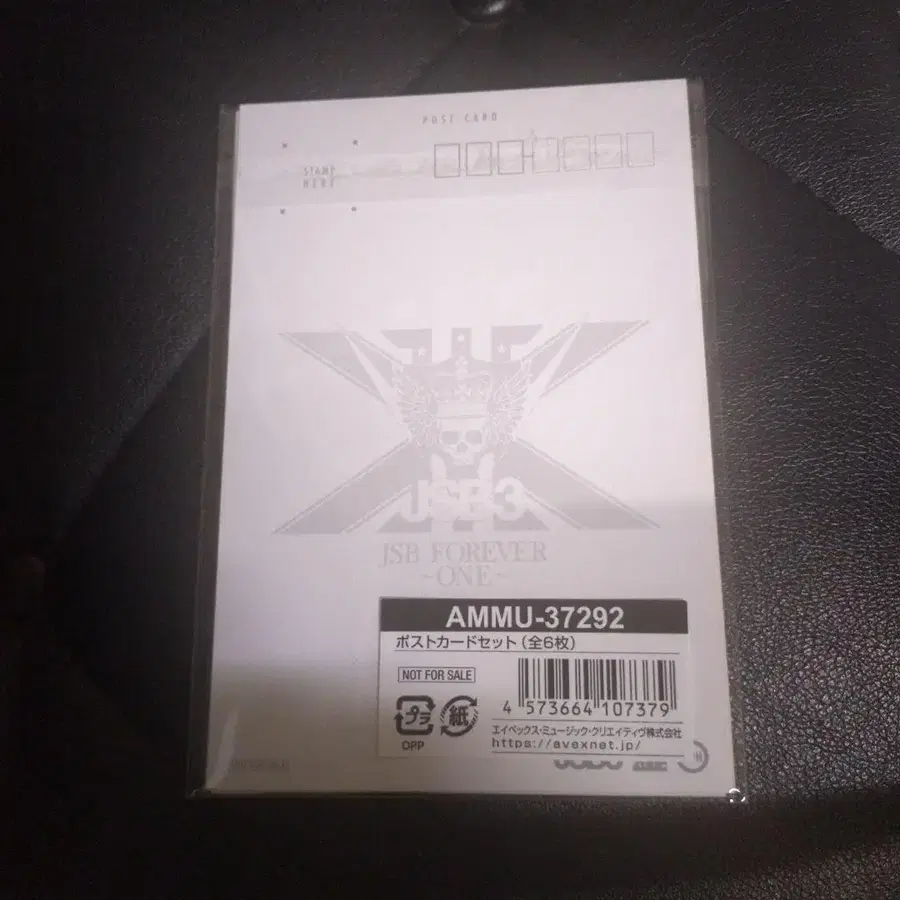 POST CARD
STAMP
HERE
JSB3
JSB FOREVER
~ONE~
AMMU-37292
ポストカードセット(全6枚)
NOT FOR SALE
プラ
紙
OPP
4 573664 107379
エイベックス・ミュージック・クリエイティヴ株式会社
https://avexnet.jp/